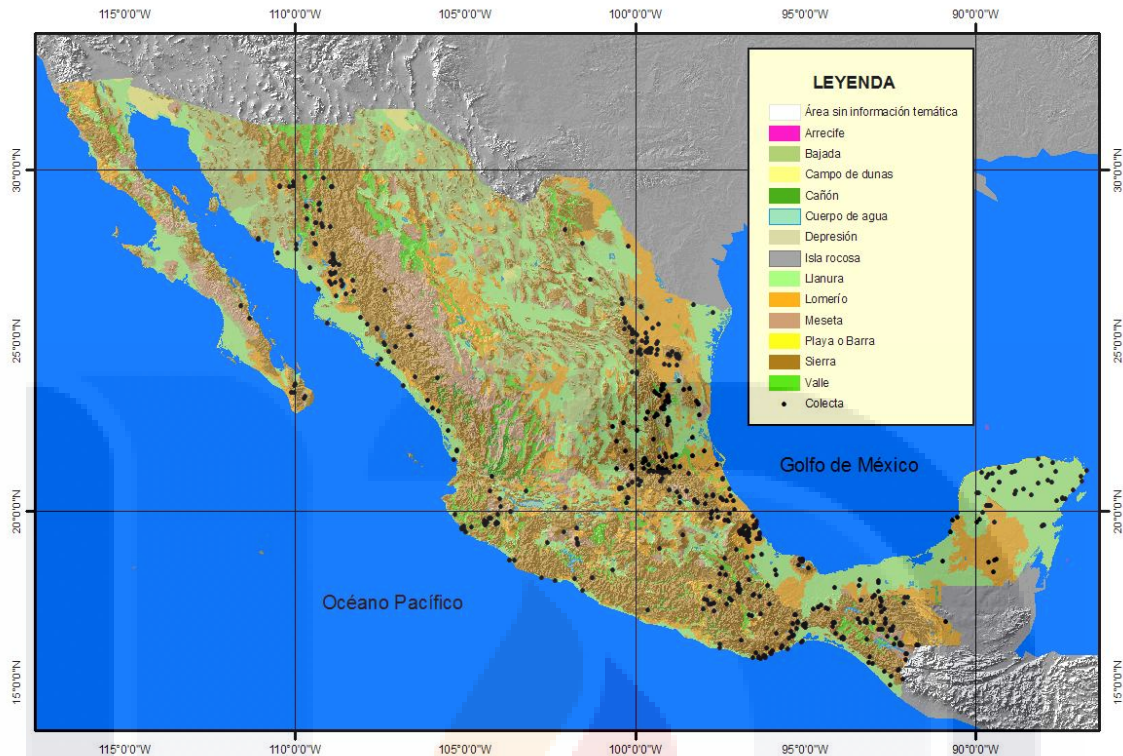 115°0'0"W 110°0'0"W 105°0'0"W 100°0'0"W 95°0'0"W 90°0'0"W
LEYENDA
Área sin información temática
Arrecife
Bajada
Campo de dunas
Cañón
Cuerpo de agua
Depresión
Isla rocosa
Llanura
Lomerío
Meseta
Playa o Barra
Sierra
Valle
Colecta
30°0'0"N 30°0'0"N
25°0'0"N 25°0'0"N
Golfo de México
20°0'0"N 20°0'0"N
Océano Pacífico
15°0'0"N 15°0'0"N
115°0'0"W 110°0'0"W 105°0'0"W 100°0'0"W 95°0'0"W 90°0'0"W